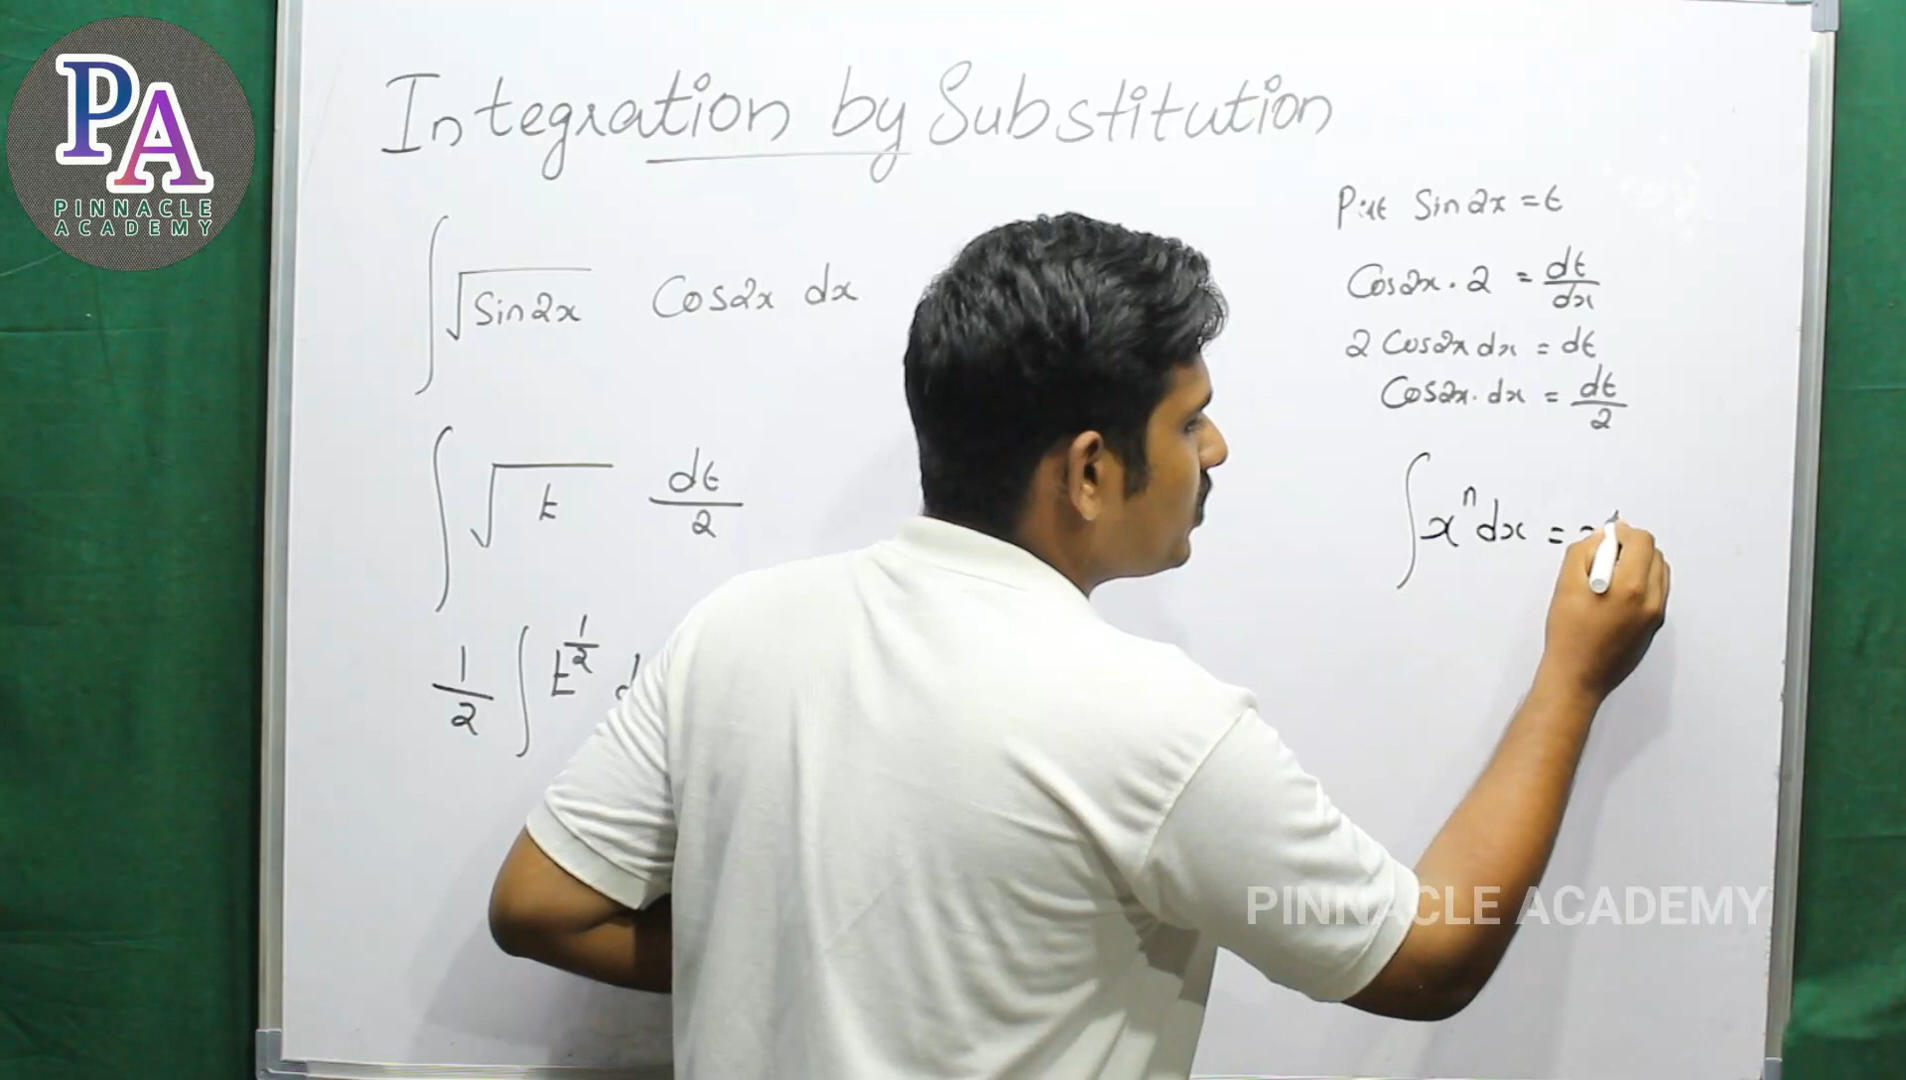 PA
PINNACLE
ACADEMY
Integration by Substitution
∫ √Sin2x Cos2x dx
∫ √t dt/2
1/2 ∫ t^1/2 d
Put Sin2x = t
Cos2x · 2 = dt/dx
2 Cos2x dx = dt
Cos2x · dx = dt/2
∫ x^n dx =
PINNACLE ACADEMY